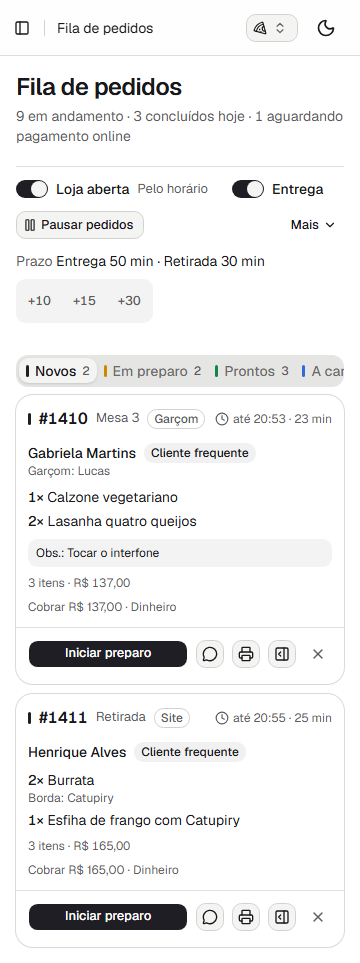 Fila de pedidos
Fila de pedidos
9 em andamento · 3 concluídos hoje · 1 aguardando
pagamento online
Loja aberta Pelo horário Entrega
Pausar pedidos Mais
Prazo Entrega 50 min · Retirada 30 min
+10 +15 +30
Novos 2 Em preparo 2 Prontos 3 A car
#1410 Mesa 3 Garçom até 20:53 · 23 min
Gabriela Martins Cliente frequente
Garçom: Lucas
1× Calzone vegetariano
2× Lasanha quatro queijos
Obs.: Tocar o interfone
3 itens · R$ 137,00
Cobrar R$ 137,00 · Dinheiro
Iniciar preparo
#1411 Retirada Site até 20:55 · 25 min
Henrique Alves Cliente frequente
2× Burrata
Borda: Catupiry
1× Esfiha de frango com Catupiry
3 itens · R$ 165,00
Cobrar R$ 165,00 · Dinheiro
Iniciar preparo